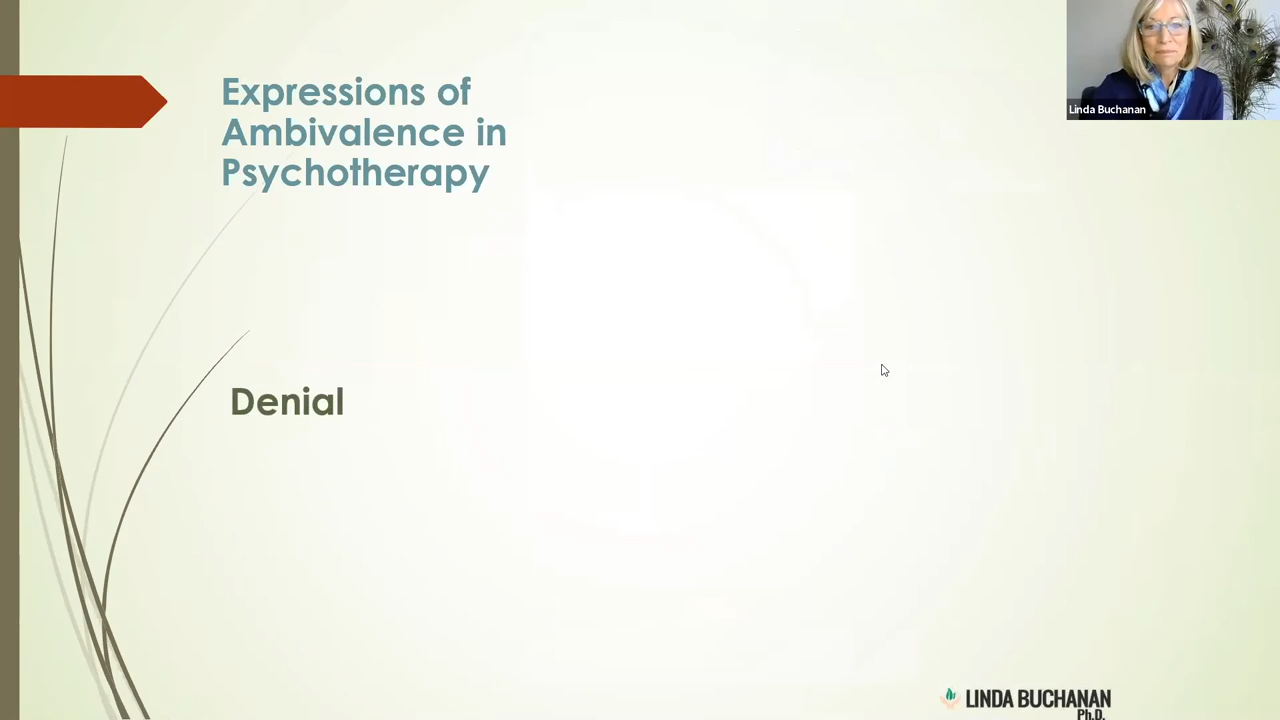 Expressions of
Ambivalence in
Psychotherapy
Linda Buchanan
Denial
LINDA BUCHANAN
Ph.D.